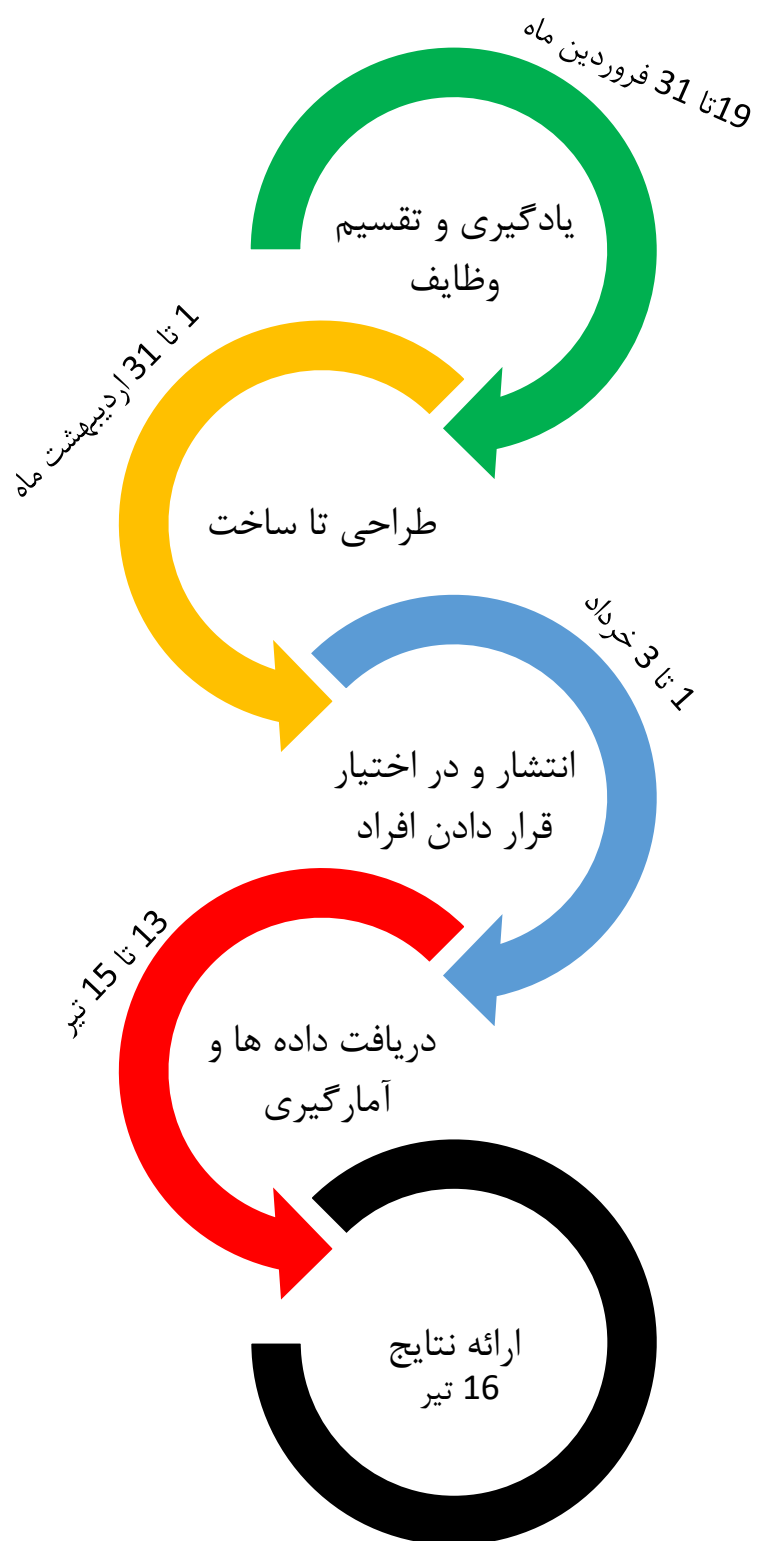 19تا 31 فروردین ماه
یادگیری و تقسیم
وظایف
1 تا 31 اردیبهشت ماه
طراحی تا ساخت
1 تا 3 خرداد
انتشار و در اختیار
قرار دادن افراد
13 تا 15 تیر
دریافت داده ها و
آمارگیری
ارائه نتایج
16 تیر